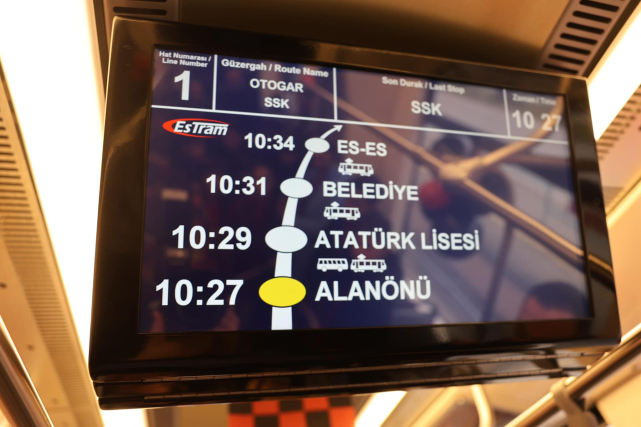 Hat Numarası /
Line Number
1
Güzergah / Route Name
OTOGAR
SSK
Son Durak / Last Stop
SSK
Zaman / Time
10 27
EsTram
10:34 ES-ES
10:31 BELEDİYE
10:29 ATATÜRK LİSESİ
10:27 ALANÖNÜ